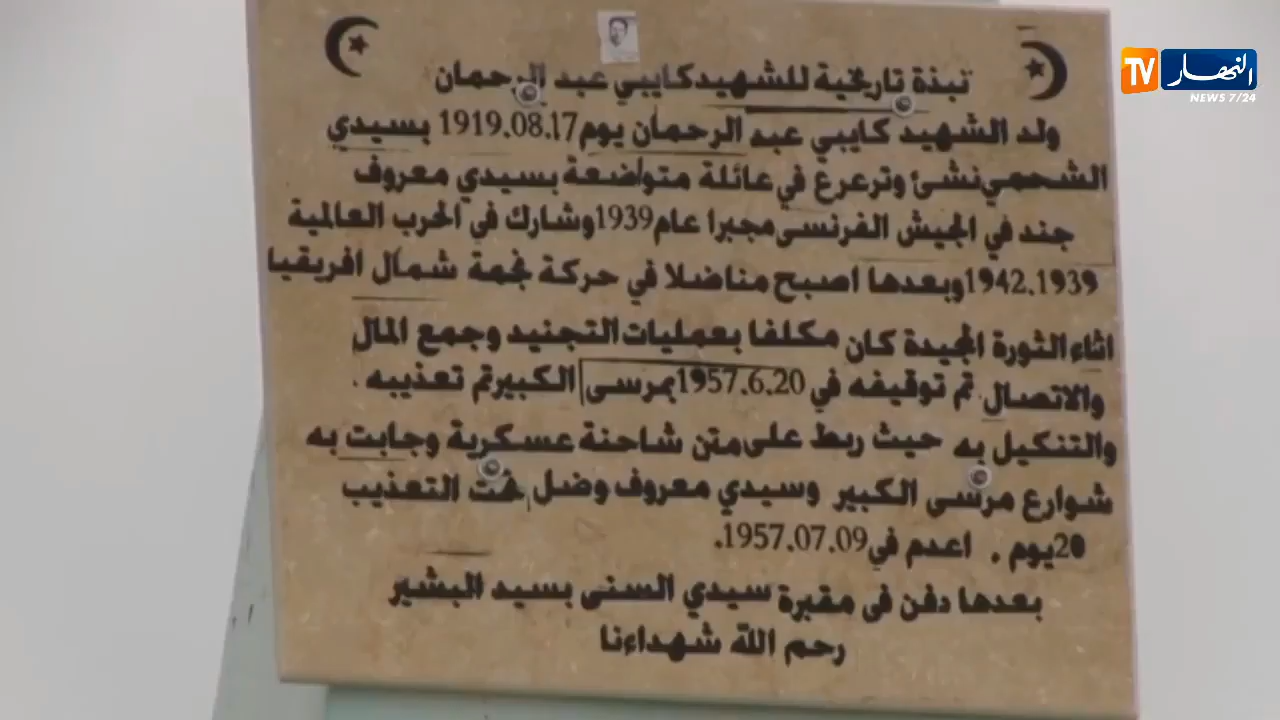 نبذة تاريخية للشهيد كايبي عبد الرحمان
ولد الشهيد كايبي عبد الرحمان يوم 1919.08.17 بسيدي
الشحمي نشئ وترعرع في عائلة متواضعة بسيدي معروف
جند في الجيش الفرنسى مجبرا عام 1939 وشارك في الحرب العالمية
1942.1939 وبعدها اصبح مناضلا في حركة نجمة شمال افريقيا
اثناء الثورة المجيدة كان مكلفا بعمليات التجنيد وجمع المال
والاتصال تم توقيفه في 1957.6.20 بمرسى الكبير تم تعذيبه .
والتنكيل به حيث ربط على متن شاحنة عسكرية وجابت به
شوارع مرسى الكبير وسيدي معروف وضل تحت التعذيب
20 يوم . اعدم في 1957.07.09.
بعدها دفن فى مقبرة سيدي السنى بسيد البشير
رحم الله شهداءنا
النهار TV
NEWS 7/24